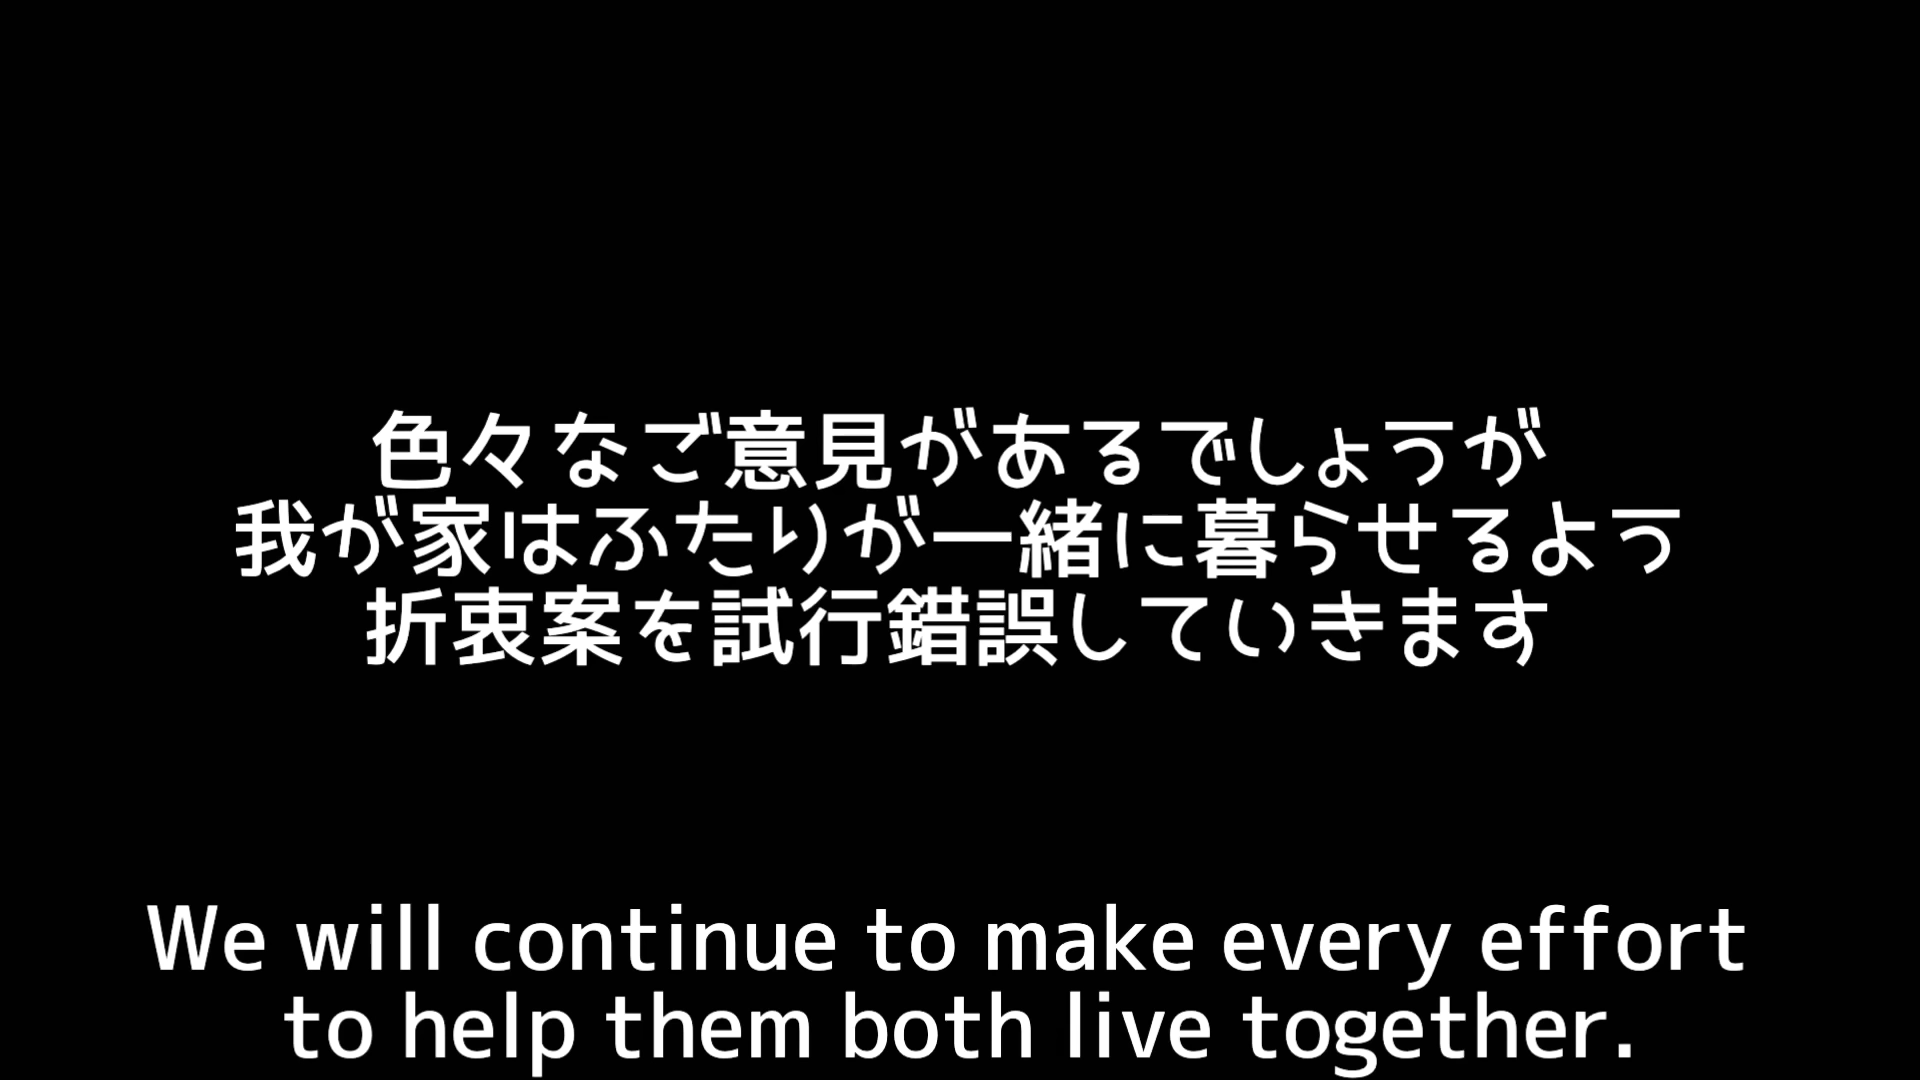 色々なご意見があるでしょうが
我が家はふたりが一緒に暮らせるよう
折衷案を試行錯誤していきます
We will continue to make every effort
to help them both live together.